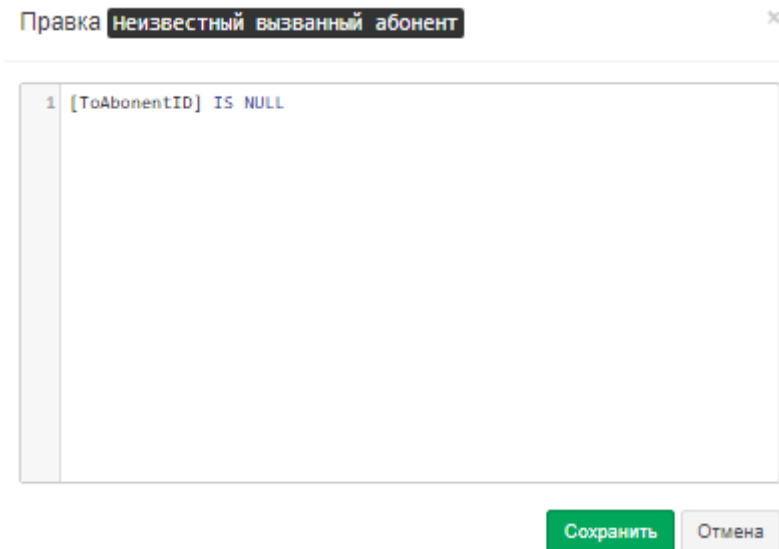 Правка Неизвестный вызванный абонент ×
1 [ToAbonentID] IS NULL
Сохранить Отмена